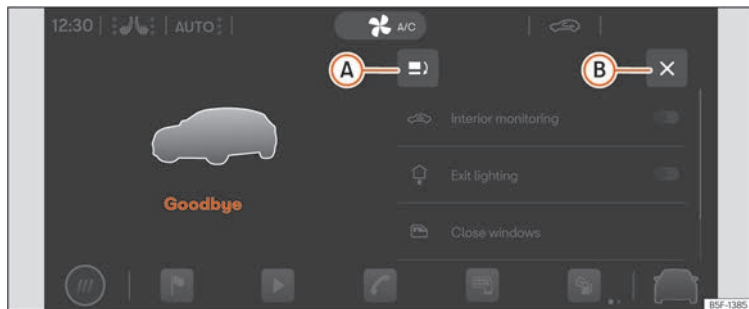 12:30 AUTO A/C
A B
Interior monitoring
Exit lighting
Goodbye
Close windows
B5F-1385